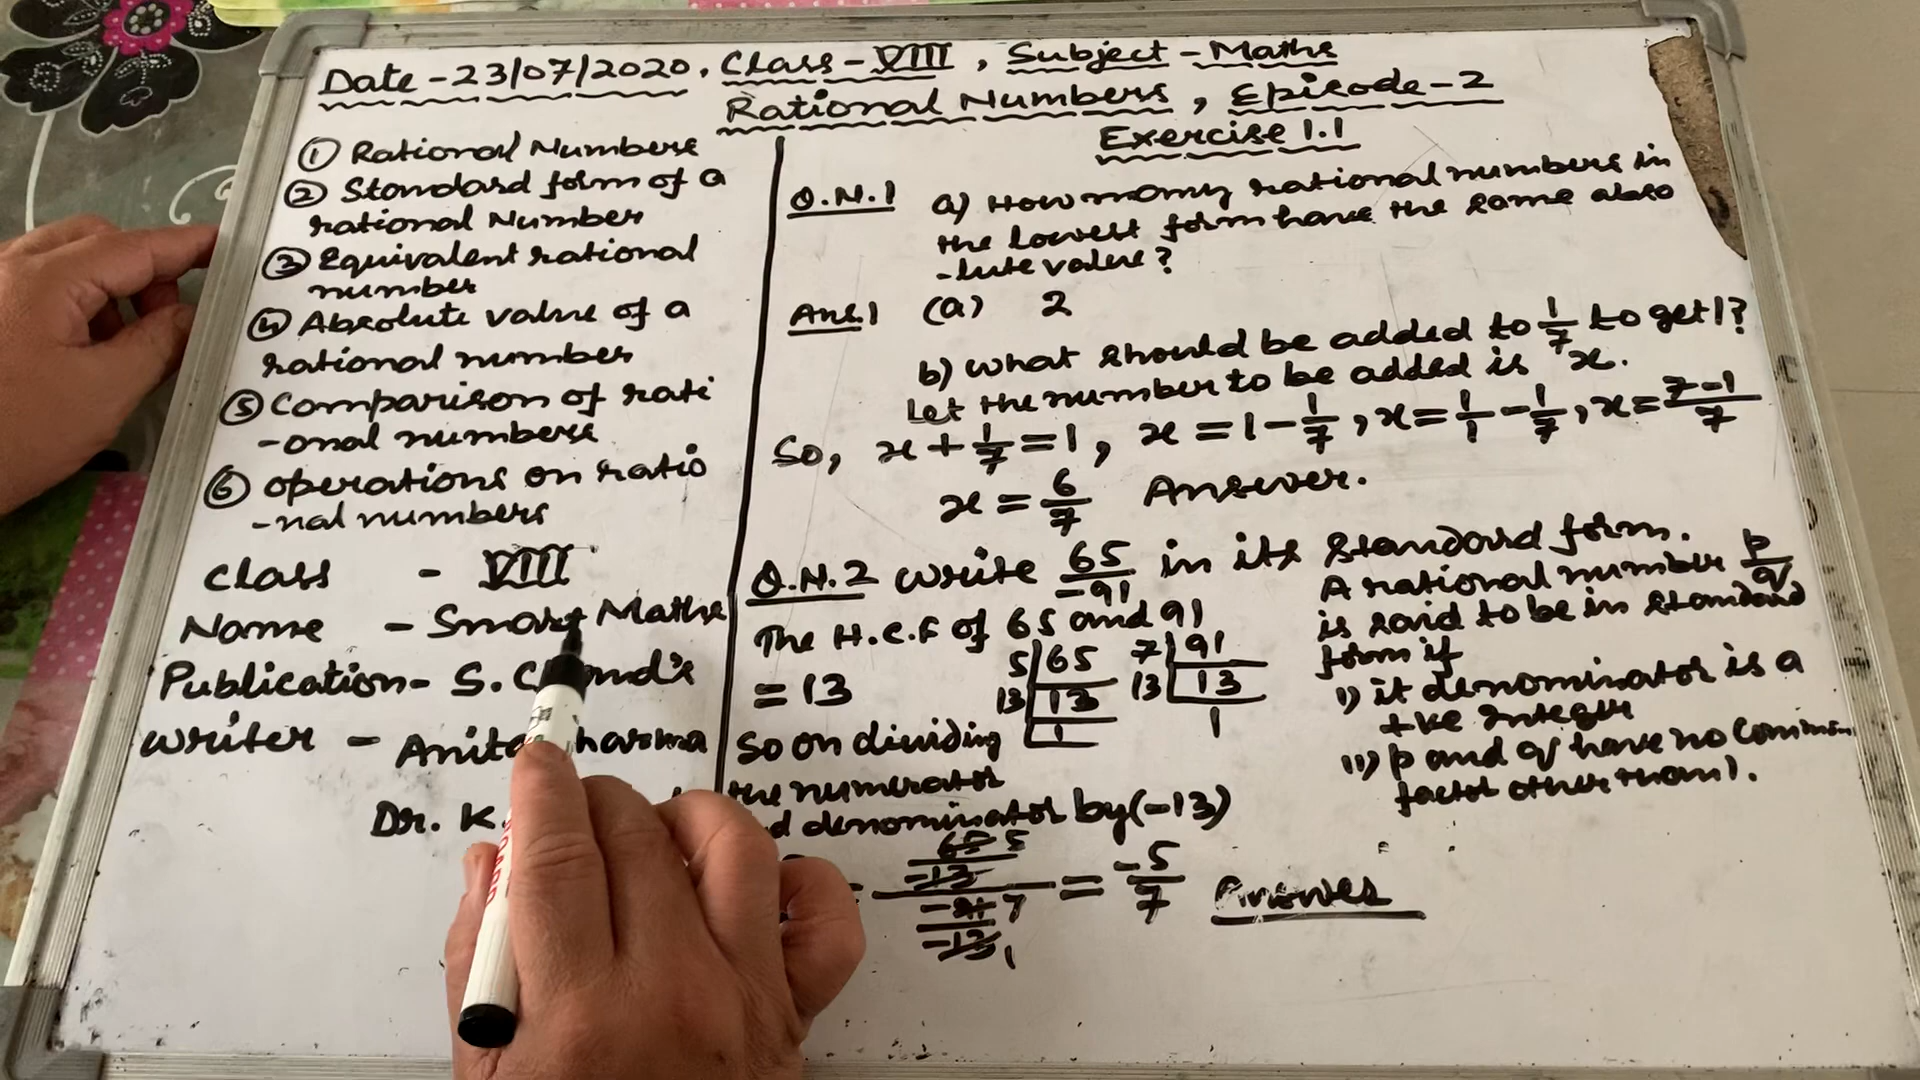 Date - 23/07/2020, Class - VIII, Subject - Maths
Rational Numbers, Episode - 2
① Rational Numbers
② Standard form of a
rational Number
③ Equivalent rational
number
④ Absolute value of a
rational number
⑤ Comparison of rati
-onal numbers
⑥ operations on ratio
-nal numbers
Class - VIII
Name - Smart Maths
Publication - S. Chand's
writer - Anita Sharma
Dr. K.
Exercise 1.1
Q.N.1 a) How many rational numbers in
the lowest form have the same abso
-lute value?
Ans.1 (a) 2
b) what should be added to 1/7 to get 1?
Let the number to be added is x.
So, x + 1/7 = 1, x = 1 - 1/7, x = 1/1 - 1/7, x = 7-1/7
x = 6/7 Answer.
Q.N.2 write 65/-91 in its standard form.
The H.C.F of 65 and 91
= 13
5 | 65
13 | 13
1
7 | 91
13 | 13
1
So on dividing
the numerator
denominator by (-13)
= 65 5
-13
-91 7
-13 1
= -5/7 Answer
A rational number p/q
is said to be in standard
form if
i) it denominator is a
+ve integer
ii) p and q have no common
factor other than 1.